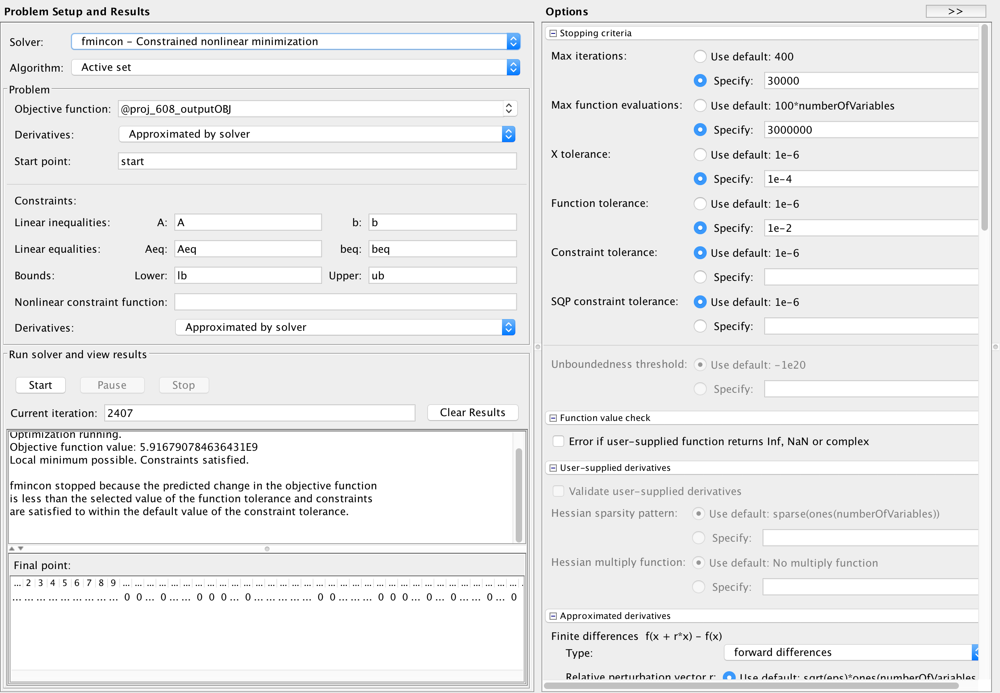 Problem Setup and Results
Solver: fmincon – Constrained nonlinear minimization
Algorithm: Active set
Problem
Objective function: @proj_608_outputOBJ
Derivatives: Approximated by solver
Start point: start
Constraints:
Linear inequalities: A: A b: b
Linear equalities: Aeq: Aeq beq: beq
Bounds: Lower: lb Upper: ub
Nonlinear constraint function:
Derivatives: Approximated by solver
Run solver and view results
Start Pause Stop
Current iteration: 2407 Clear Results
Optimization running.
Objective function value: 5.916790784636431E9
Local minimum possible. Constraints satisfied.
fmincon stopped because the predicted change in the objective function
is less than the selected value of the function tolerance and constraints
are satisfied to within the default value of the constraint tolerance.
Final point:
... 2 3 4 5 6 7 8 9 ... ... ... ... ... ... ... ... ... ... ... ... ... ... ... ... ... ... ... ... ... ... ... ... ... ... ... ... ...
... ... ... ... ... ... ... ... ... 0 0 ... 0 ... ... 0 0 0 ... 0 ... ... ... ... ... 0 0 ... ... ... 0 0 0 ... 0 ... 0 ... ... 0 ... 0
Options >>
Stopping criteria
Max iterations: Use default: 400
Specify: 30000
Max function evaluations: Use default: 100*numberOfVariables
Specify: 3000000
X tolerance: Use default: 1e-6
Specify: 1e-4
Function tolerance: Use default: 1e-6
Specify: 1e-2
Constraint tolerance: Use default: 1e-6
Specify:
SQP constraint tolerance: Use default: 1e-6
Specify:
Unboundedness threshold: Use default: -1e20
Specify:
Function value check
Error if user-supplied function returns Inf, NaN or complex
User-supplied derivatives
Validate user-supplied derivatives
Hessian sparsity pattern: Use default: sparse(ones(numberOfVariables))
Specify:
Hessian multiply function: Use default: No multiply function
Specify:
Approximated derivatives
Finite differences f(x + r*x) – f(x)
Type: forward differences
Relative perturbation vector r: Use default: sqrt(eps)*ones(numberOfVariables